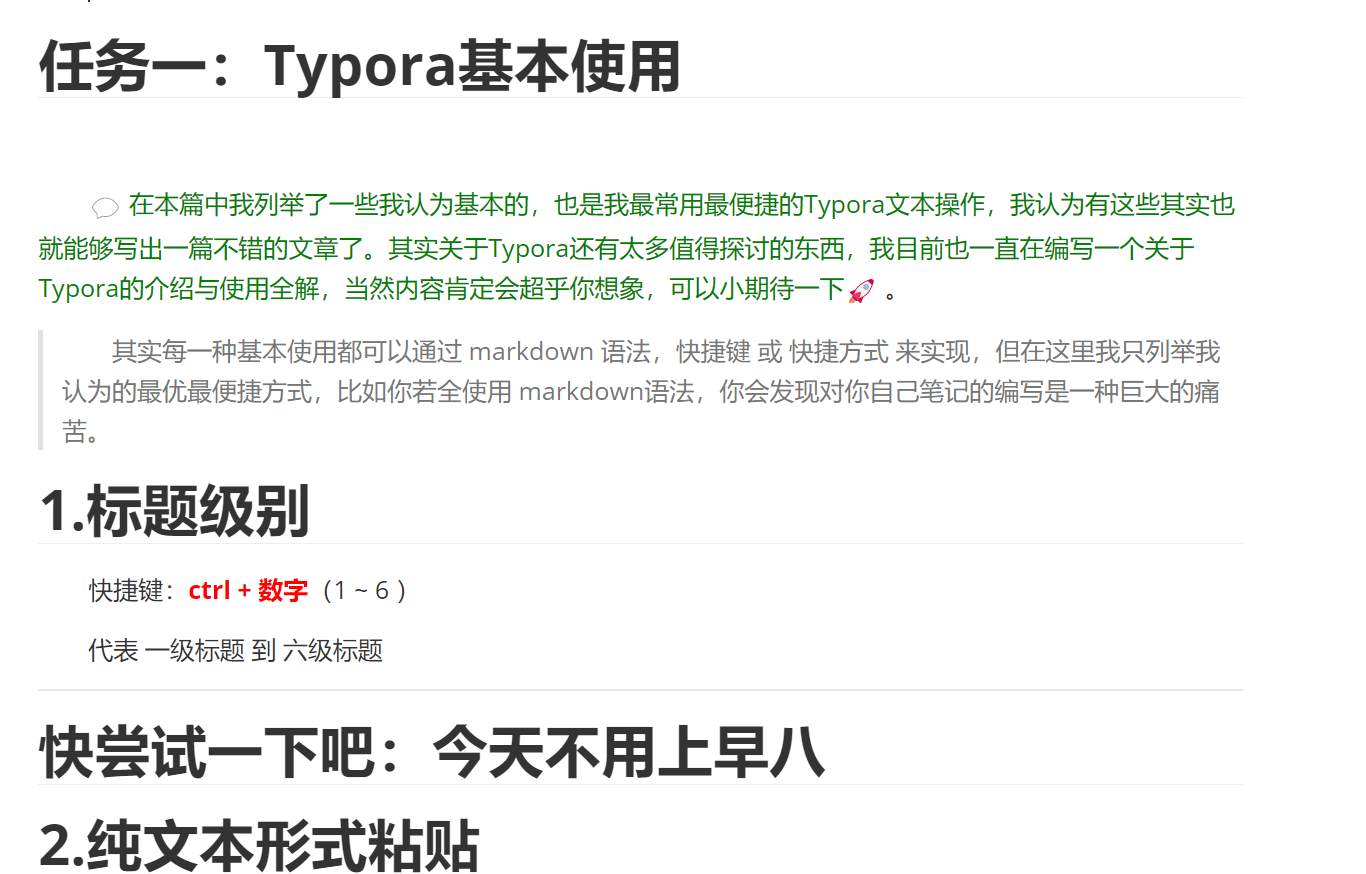 任务一：Typora基本使用
💬 在本篇中我列举了一些我认为基本的，也是我最常用最便捷的Typora文本操作，我认为有这些其实也
就能够写出一篇不错的文章了。其实关于Typora还有太多值得探讨的东西，我目前也一直在编写一个关于
Typora的介绍与使用全解，当然内容肯定会超乎你想象，可以小期待一下🚀 。
其实每一种基本使用都可以通过 markdown 语法，快捷键 或 快捷方式 来实现，但在这里我只列举我
认为的最优最便捷方式，比如你若全使用 markdown语法，你会发现对你自己笔记的编写是一种巨大的痛
苦。
1.标题级别
快捷键：ctrl + 数字（1 ~ 6 ）
代表 一级标题 到 六级标题
快尝试一下吧：今天不用上早八
2.纯文本形式粘贴